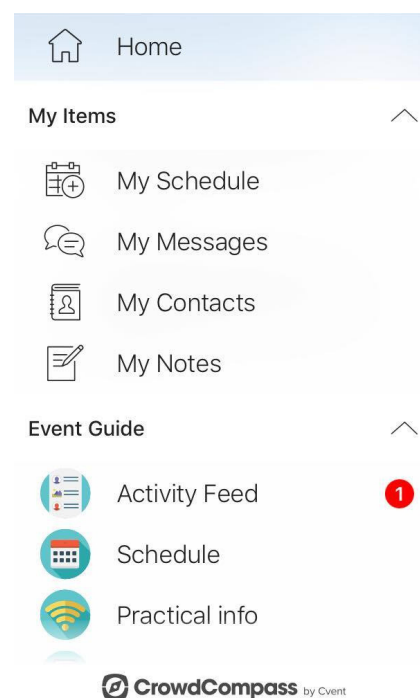 Home
My Items
My Schedule
My Messages
My Contacts
My Notes
Event Guide
Activity Feed 1
Schedule
Practical info
CrowdCompass by Cvent